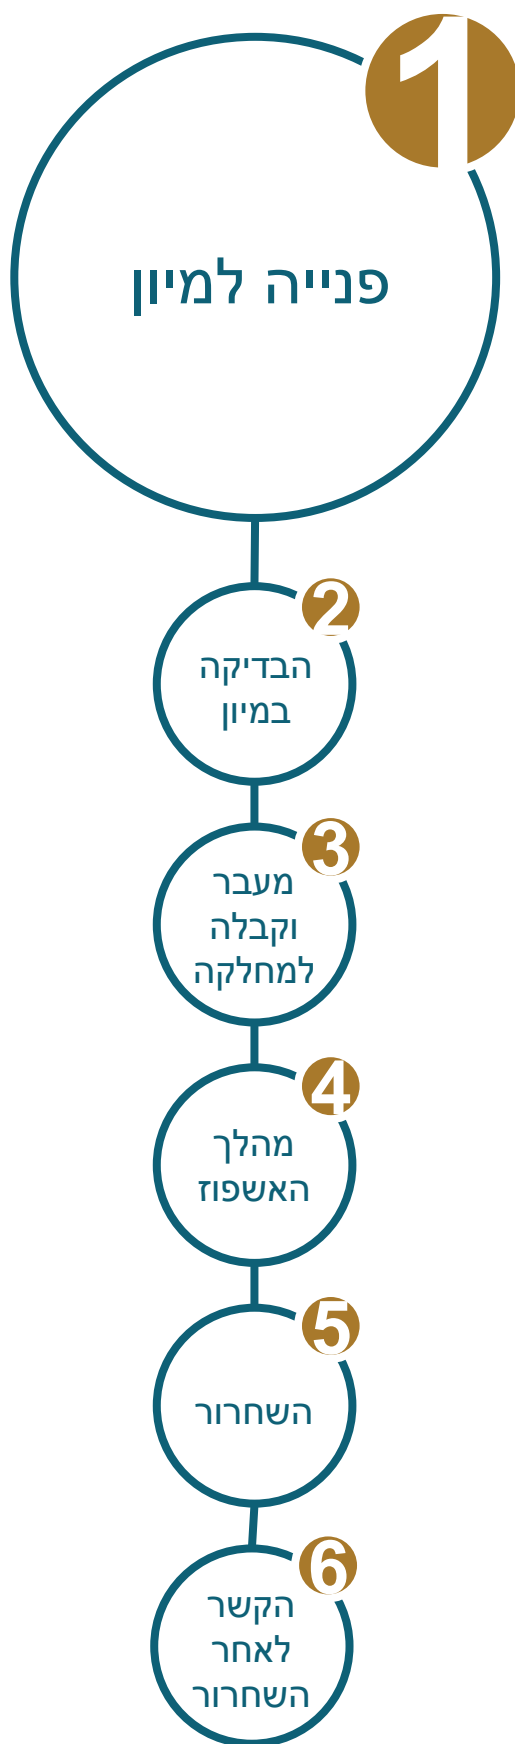 1
פנייה למיון
2
הבדיקה
במיון
3
מעבר
וקבלה
למחלקה
4
מהלך
האשפוז
5
השחרור
6
הקשר
לאחר
השחרור